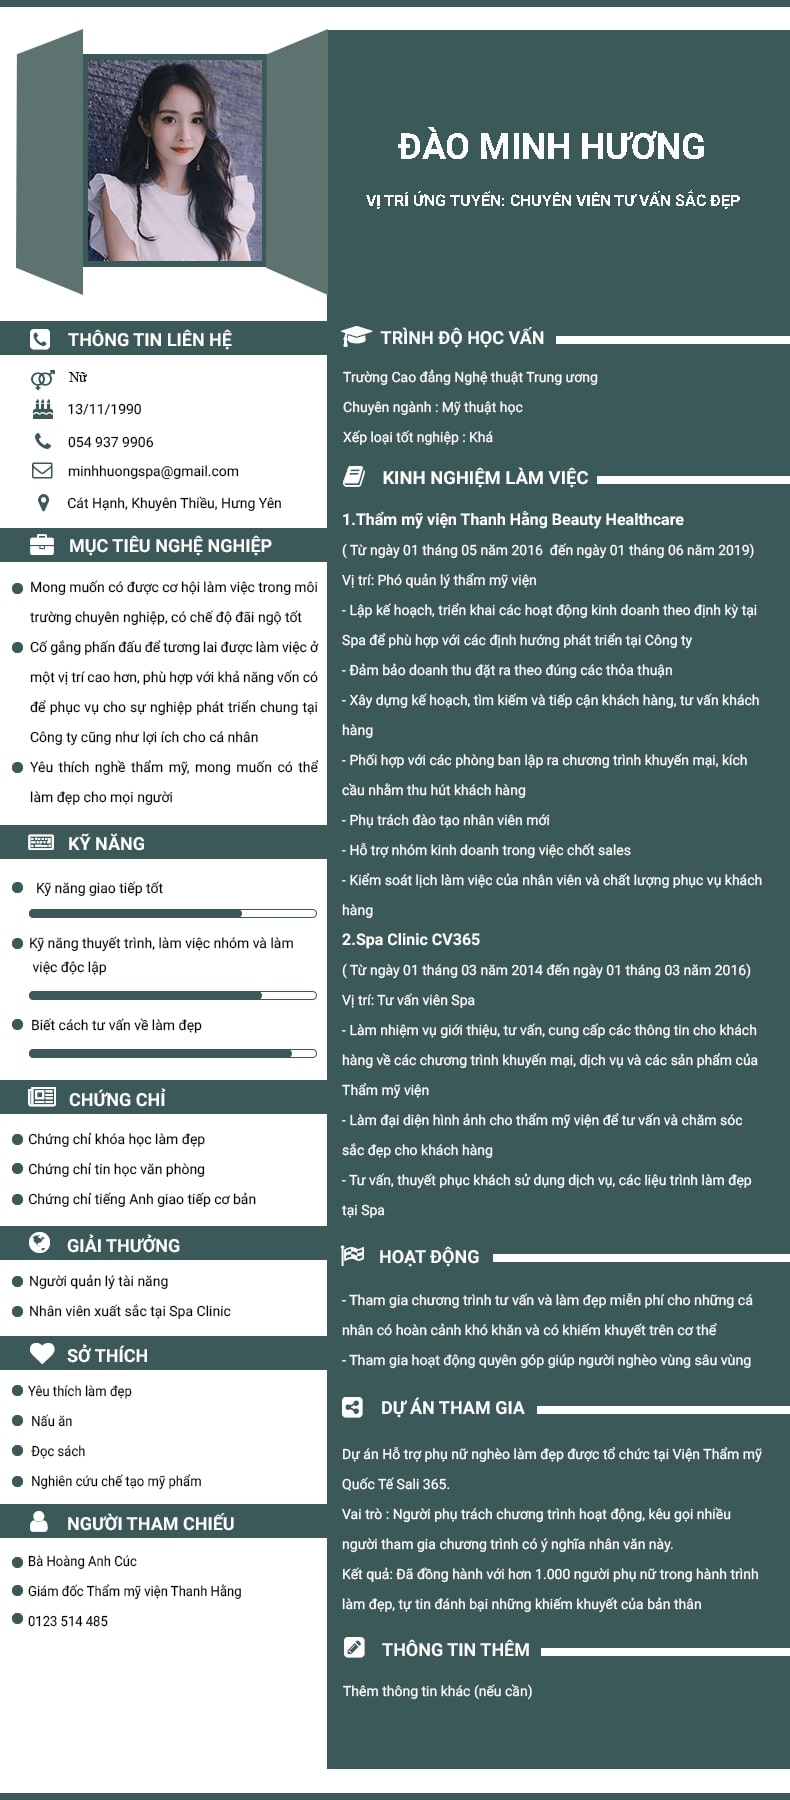 ĐÀO MINH HƯƠNG
VỊ TRÍ ỨNG TUYỂN: CHUYÊN VIÊN TƯ VẤN SẮC ĐẸP
THÔNG TIN LIÊN HỆ
Nữ
13/11/1990
054 937 9906
minhhuongspa@gmail.com
Cát Hạnh, Khuyên Thiều, Hưng Yên
MỤC TIÊU NGHỀ NGHIỆP
Mong muốn có được cơ hội làm việc trong môi
trường chuyên nghiệp, có chế độ đãi ngộ tốt
Cố gắng phấn đấu để tương lai được làm việc ở
một vị trí cao hơn, phù hợp với khả năng vốn có
để phục vụ cho sự nghiệp phát triển chung tại
Công ty cũng như lợi ích cho cá nhân
Yêu thích nghề thẩm mỹ, mong muốn có thể
làm đẹp cho mọi người
KỸ NĂNG
Kỹ năng giao tiếp tốt
Kỹ năng thuyết trình, làm việc nhóm và làm
việc độc lập
Biết cách tư vấn về làm đẹp
CHỨNG CHỈ
Chứng chỉ khóa học làm đẹp
Chứng chỉ tin học văn phòng
Chứng chỉ tiếng Anh giao tiếp cơ bản
GIẢI THƯỞNG
Người quản lý tài năng
Nhân viên xuất sắc tại Spa Clinic
SỞ THÍCH
Yêu thích làm đẹp
Nấu ăn
Đọc sách
Nghiên cứu chế tạo mỹ phẩm
NGƯỜI THAM CHIẾU
Bà Hoàng Anh Cúc
Giám đốc Thẩm mỹ viện Thanh Hằng
0123 514 485
TRÌNH ĐỘ HỌC VẤN
Trường Cao đẳng Nghệ thuật Trung ương
Chuyên ngành : Mỹ thuật học
Xếp loại tốt nghiệp : Khá
KINH NGHIỆM LÀM VIỆC
1.Thẩm mỹ viện Thanh Hằng Beauty Healthcare
( Từ ngày 01 tháng 05 năm 2016 đến ngày 01 tháng 06 năm 2019)
Vị trí: Phó quản lý thẩm mỹ viện
- Lập kế hoạch, triển khai các hoạt động kinh doanh theo định kỳ tại
Spa để phù hợp với các định hướng phát triển tại Công ty
- Đảm bảo doanh thu đặt ra theo đúng các thỏa thuận
- Xây dựng kế hoạch, tìm kiếm và tiếp cận khách hàng, tư vấn khách
hàng
- Phối hợp với các phòng ban lập ra chương trình khuyến mại, kích
cầu nhằm thu hút khách hàng
- Phụ trách đào tạo nhân viên mới
- Hỗ trợ nhóm kinh doanh trong việc chốt sales
- Kiểm soát lịch làm việc của nhân viên và chất lượng phục vụ khách
hàng
2.Spa Clinic CV365
( Từ ngày 01 tháng 03 năm 2014 đến ngày 01 tháng 03 năm 2016)
Vị trí: Tư vấn viên Spa
- Làm nhiệm vụ giới thiệu, tư vấn, cung cấp các thông tin cho khách
hàng về các chương trình khuyến mại, dịch vụ và các sản phẩm của
Thẩm mỹ viện
- Làm đại diện hình ảnh cho thẩm mỹ viện để tư vấn và chăm sóc
sắc đẹp cho khách hàng
- Tư vấn, thuyết phục khách sử dụng dịch vụ, các liệu trình làm đẹp
tại Spa
HOẠT ĐỘNG
- Tham gia chương trình tư vấn và làm đẹp miễn phí cho những cá
nhân có hoàn cảnh khó khăn và có khiếm khuyết trên cơ thể
- Tham gia hoạt động quyên góp giúp người nghèo vùng sâu vùng
DỰ ÁN THAM GIA
Dự án Hỗ trợ phụ nữ nghèo làm đẹp được tổ chức tại Viện Thẩm mỹ
Quốc Tế Sali 365.
Vai trò : Người phụ trách chương trình hoạt động, kêu gọi nhiều
người tham gia chương trình có ý nghĩa nhân văn này.
Kết quả: Đã đồng hành với hơn 1.000 người phụ nữ trong hành trình
làm đẹp, tự tin đánh bại những khiếm khuyết của bản thân
THÔNG TIN THÊM
Thêm thông tin khác (nếu cần)